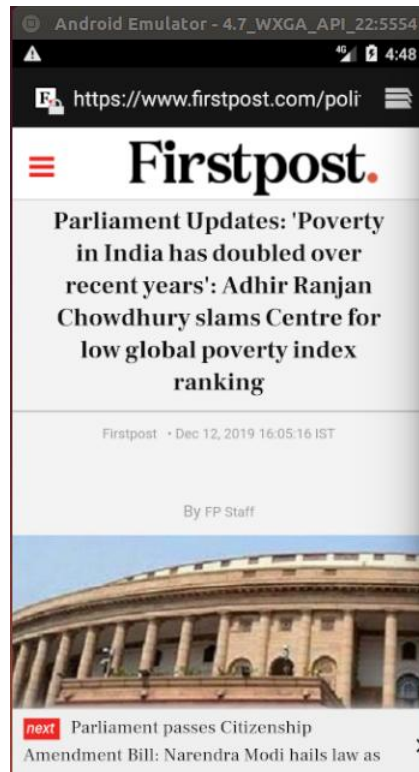 Android Emulator - 4.7_WXGA_API_22:5554
4G 4:48
https://www.firstpost.com/poli
Firstpost.
Parliament Updates: 'Poverty
in India has doubled over
recent years': Adhir Ranjan
Chowdhury slams Centre for
low global poverty index
ranking
Firstpost • Dec 12, 2019 16:05:16 IST
By FP Staff
next Parliament passes Citizenship
Amendment Bill: Narendra Modi hails law as